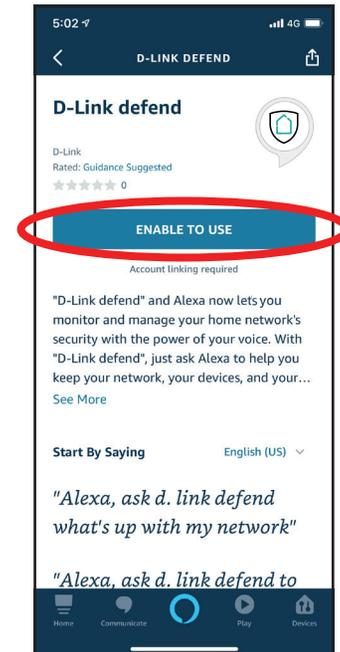 5:02
4G
D-LINK DEFEND
D-Link defend
D-Link
Rated: Guidance Suggested
0
ENABLE TO USE
Account linking required
"D-Link defend" and Alexa now lets you
monitor and manage your home network's
security with the power of your voice. With
"D-Link defend", just ask Alexa to help you
keep your network, your devices, and your...
See More
Start By Saying
English (US)
"Alexa, ask d. link defend
what's up with my network"
"Alexa, ask d. link defend to
Home
Communicate
Play
Devices